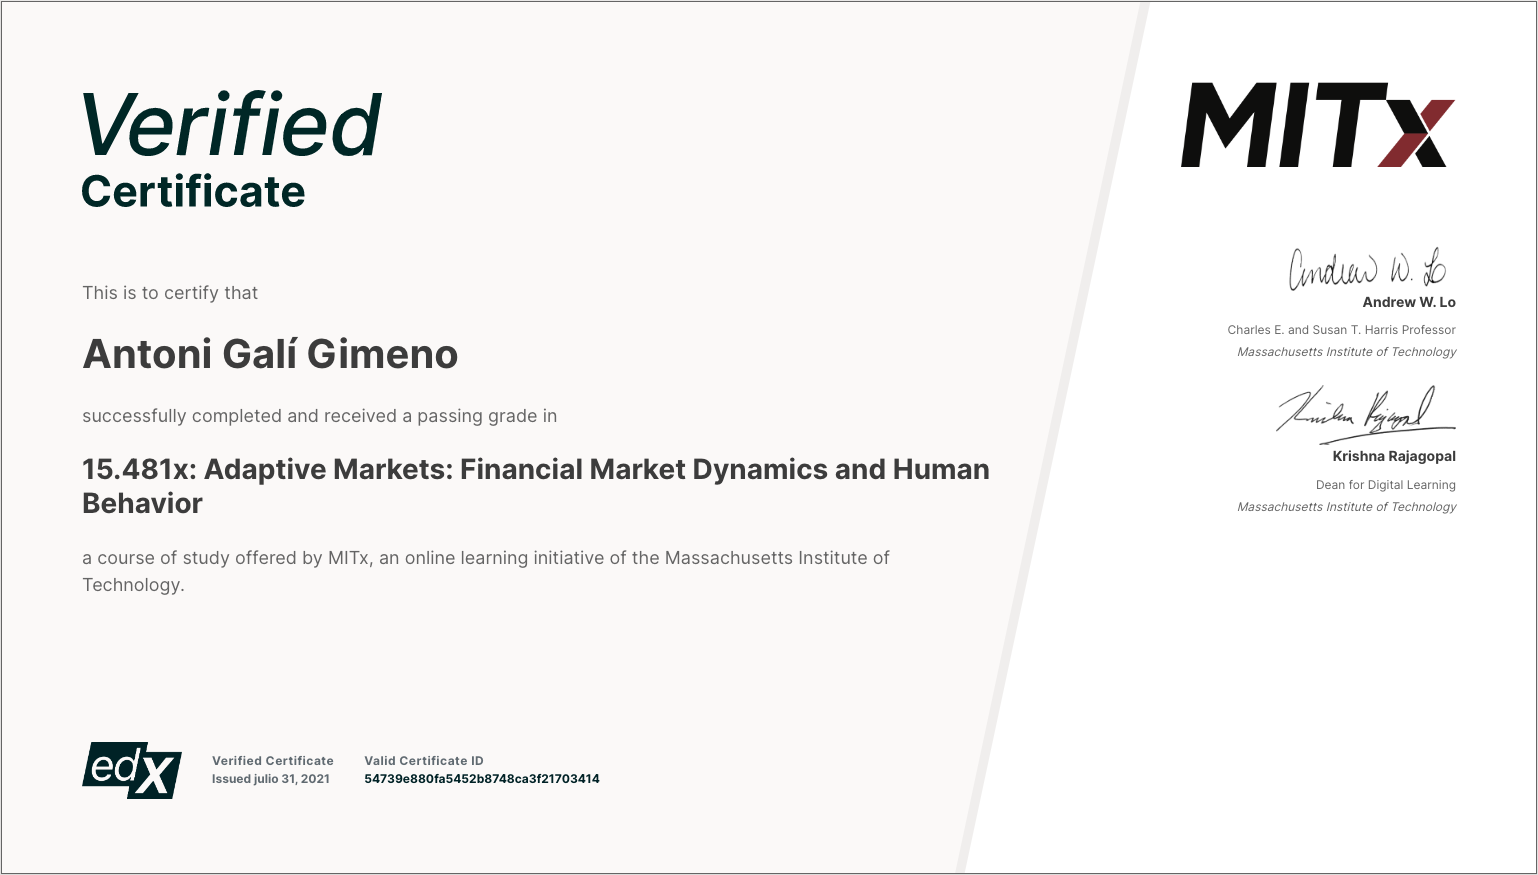 Verified
Certificate
This is to certify that
Antoni Galí Gimeno
successfully completed and received a passing grade in
15.481x: Adaptive Markets: Financial Market Dynamics and Human
Behavior
a course of study offered by MITx, an online learning initiative of the Massachusetts Institute of
Technology.
edX
Verified Certificate
Issued julio 31, 2021
Valid Certificate ID
54739e880fa5452b8748ca3f21703414
MITx
Andrew W. Lo
Andrew W. Lo
Charles E. and Susan T. Harris Professor
Massachusetts Institute of Technology
Krishna Rajagopal
Krishna Rajagopal
Dean for Digital Learning
Massachusetts Institute of Technology